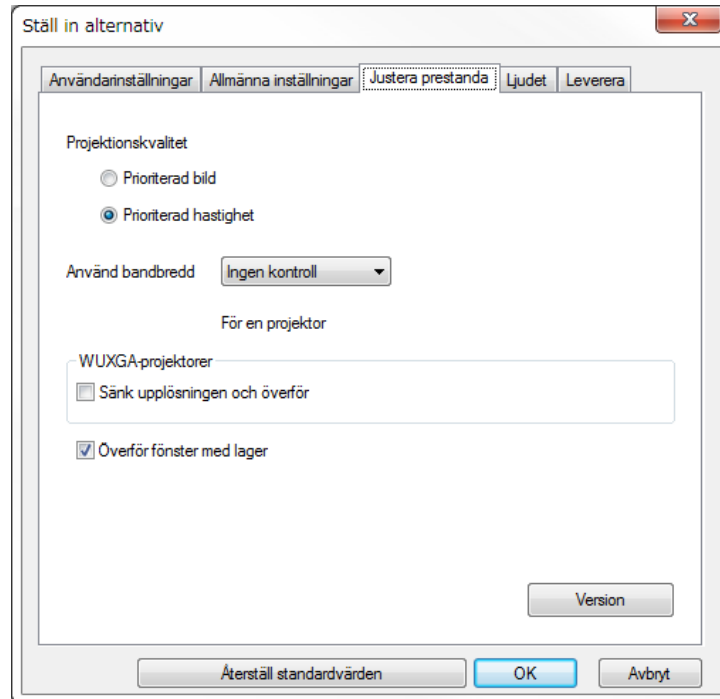 Ställ in alternativ
Användarinställningar Allmänna inställningar Justera prestanda Ljudet Leverera
Projektionskvalitet
Prioriterad bild
Prioriterad hastighet
Använd bandbredd Ingen kontroll
För en projektor
WUXGA-projektorer
Sänk upplösningen och överför
Överför fönster med lager
Version
Återställ standardvärden OK Avbryt